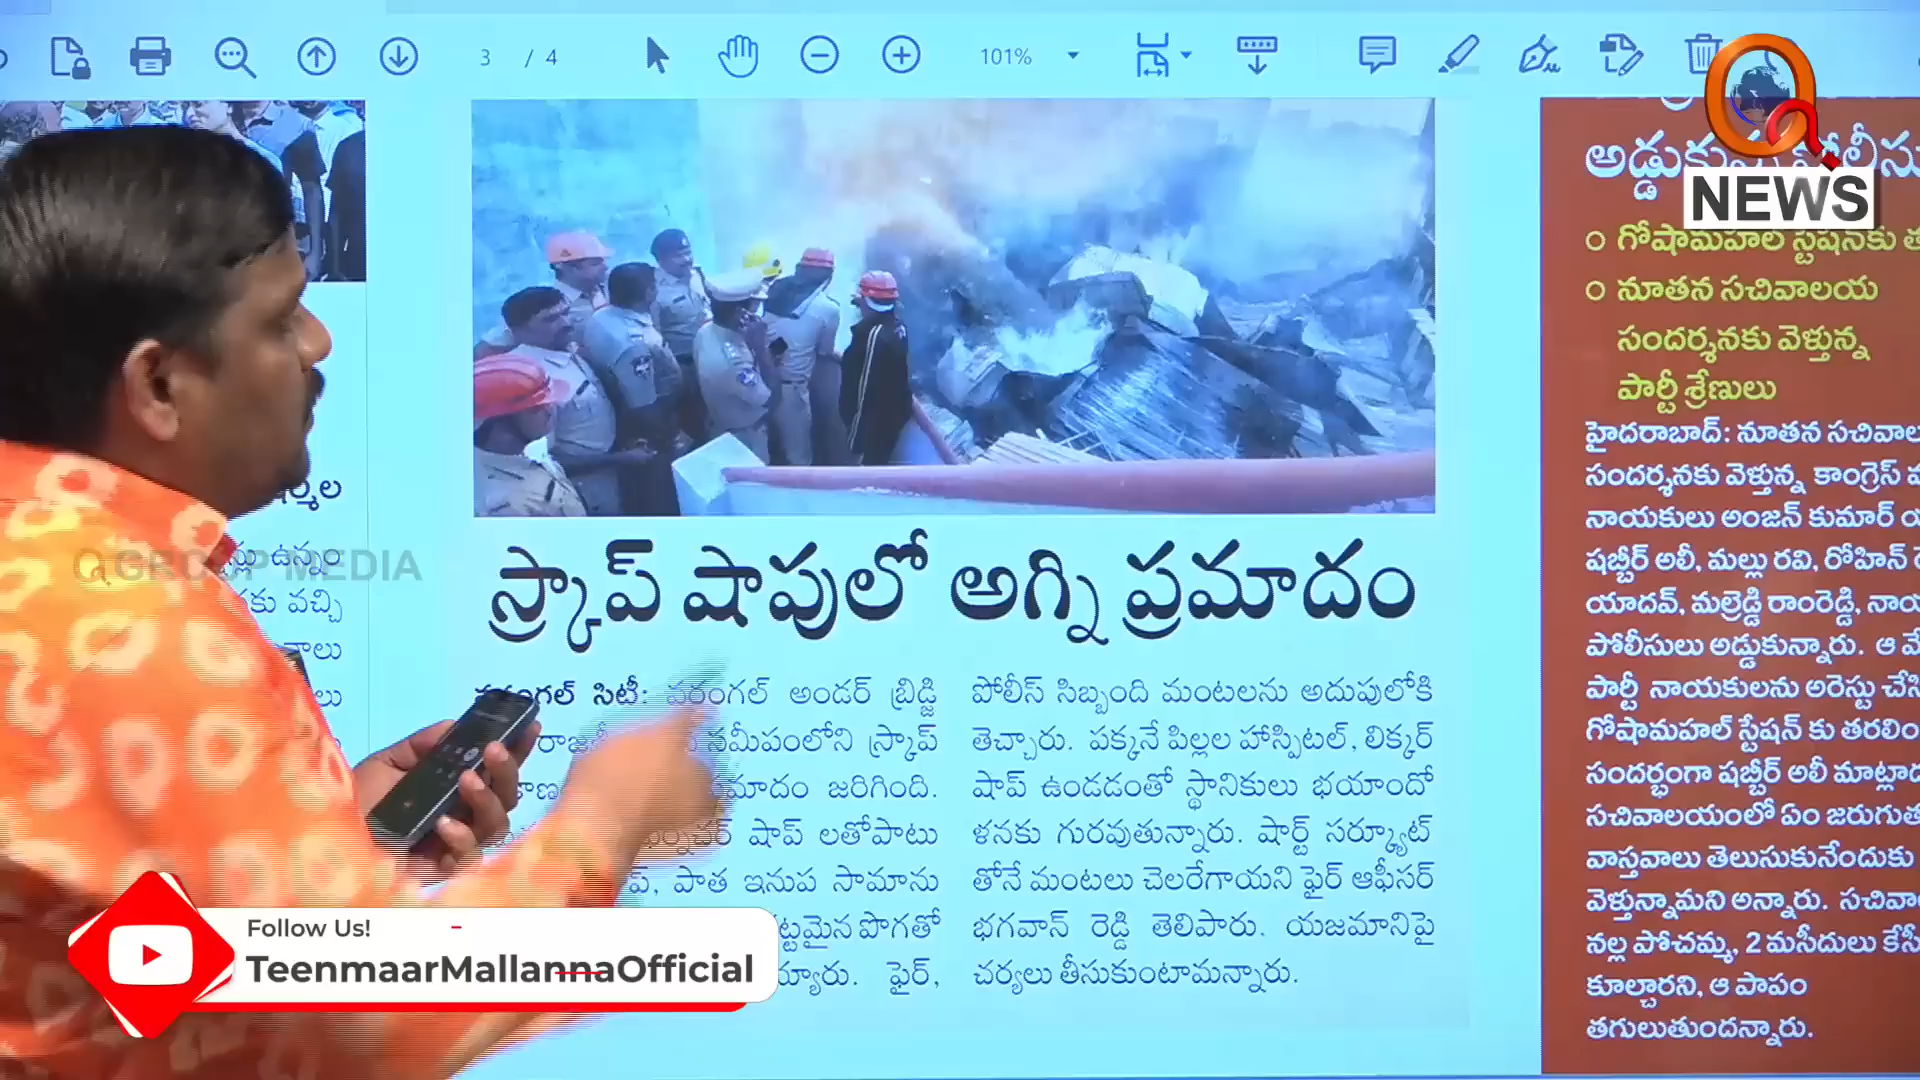 3 / 4
101%
Q
NEWS
ర్మిల
ఉన్నం
కు వచ్చి
Q GROUP MEDIA
స్క్రాప్ షాపులో అగ్ని ప్రమాదం
సిటీ: వరంగల్ అండర్ బ్రిడ్జి
సమీపంలోని స్క్రాప్
జరిగింది.
షాప్ లతోపాటు
పాత ఇనుప సామాను
పొగతో
ఫైర్,
పోలీస్ సిబ్బంది మంటలను అదుపులోకి
తెచ్చారు. పక్కనే పిల్లల హాస్పిటల్, లిక్కర్
షాప్ ఉండడంతో స్థానికులు భయాందో
ళనకు గురవుతున్నారు. షార్ట్ సర్క్యూట్
తోనే మంటలు చెలరేగాయని ఫైర్ ఆఫీసర్
భగవాన్ రెడ్డి తెలిపారు. యజమానిపై
చర్యలు తీసుకుంటామన్నారు.
○ గోషామహల్ స్టేషన్‌కు త
○ నూతన సచివాలయ
సందర్శనకు వెళ్తున్న
పార్టీ శ్రేణులు
హైదరాబాద్: నూతన సచివాల
సందర్శనకు వెళ్తున్న కాంగ్రెస్
నాయకులు అంజన్ కుమార్
షబ్బీర్ అలీ, మల్లు రవి, రోహిన్
యాదవ్, మల్రెడ్డి రాంరెడ్డి, నాయ
పోలీసులు అడ్డుకున్నారు. ఆ
పార్టీ నాయకులను అరెస్టు చేసి
గోషామహల్ స్టేషన్ కు తరలిం
సందర్భంగా షబ్బీర్ అలీ మాట్లాడ
సచివాలయంలో ఏం జరుగుత
వాస్తవాలు తెలుసుకునేందుకు
వెళ్తున్నామని అన్నారు. సచివా
నల్ల పోచమ్మ, 2 మసీదులు కేసీ
కూల్చారని, ఆ పాపం
తగులుతుందన్నారు.
Follow Us!
TeenmaarMallannaOfficial